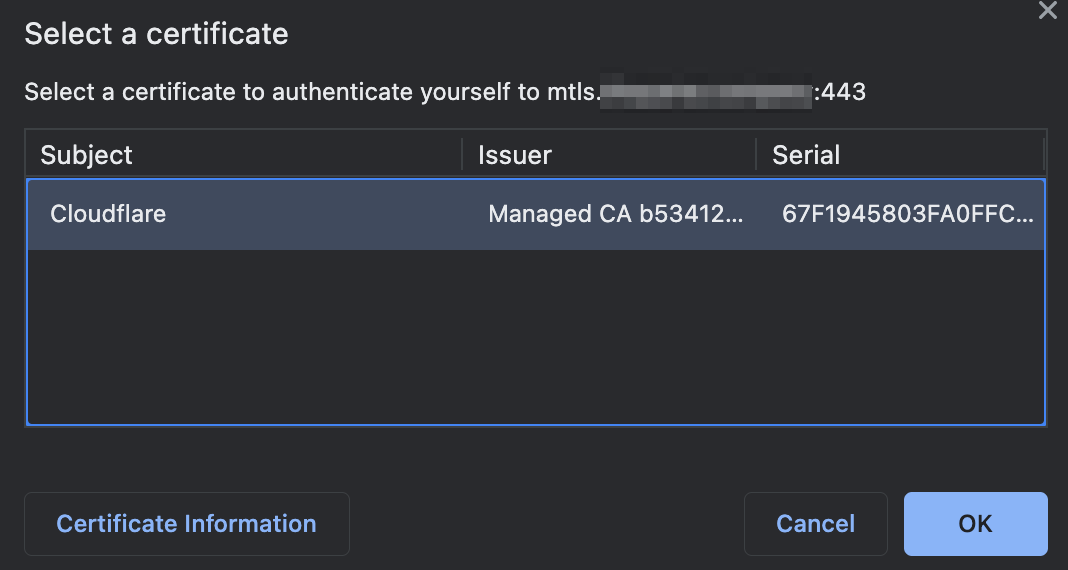 Select a certificate
Select a certificate to authenticate yourself to mtls. :443
Subject Issuer Serial
Cloudflare Managed CA b53412... 67F1945803FA0FFC...
Certificate Information Cancel OK